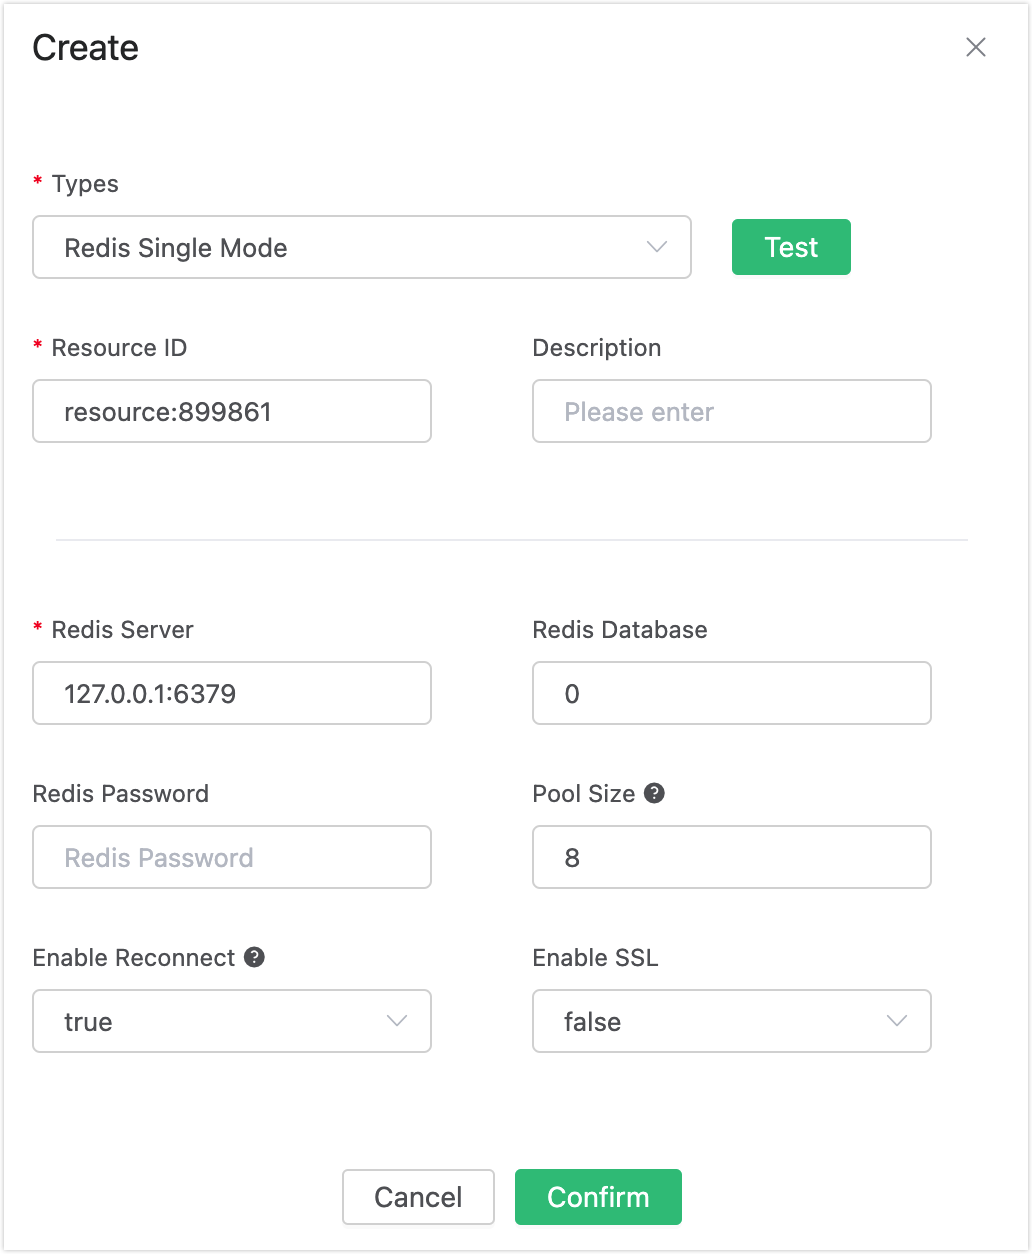 Create
* Types
Redis Single Mode
Test
* Resource ID
Description
resource:899861
Please enter
* Redis Server
Redis Database
127.0.0.1:6379
0
Redis Password
Pool Size ?
Redis Password
8
Enable Reconnect ?
Enable SSL
true
false
Cancel
Confirm